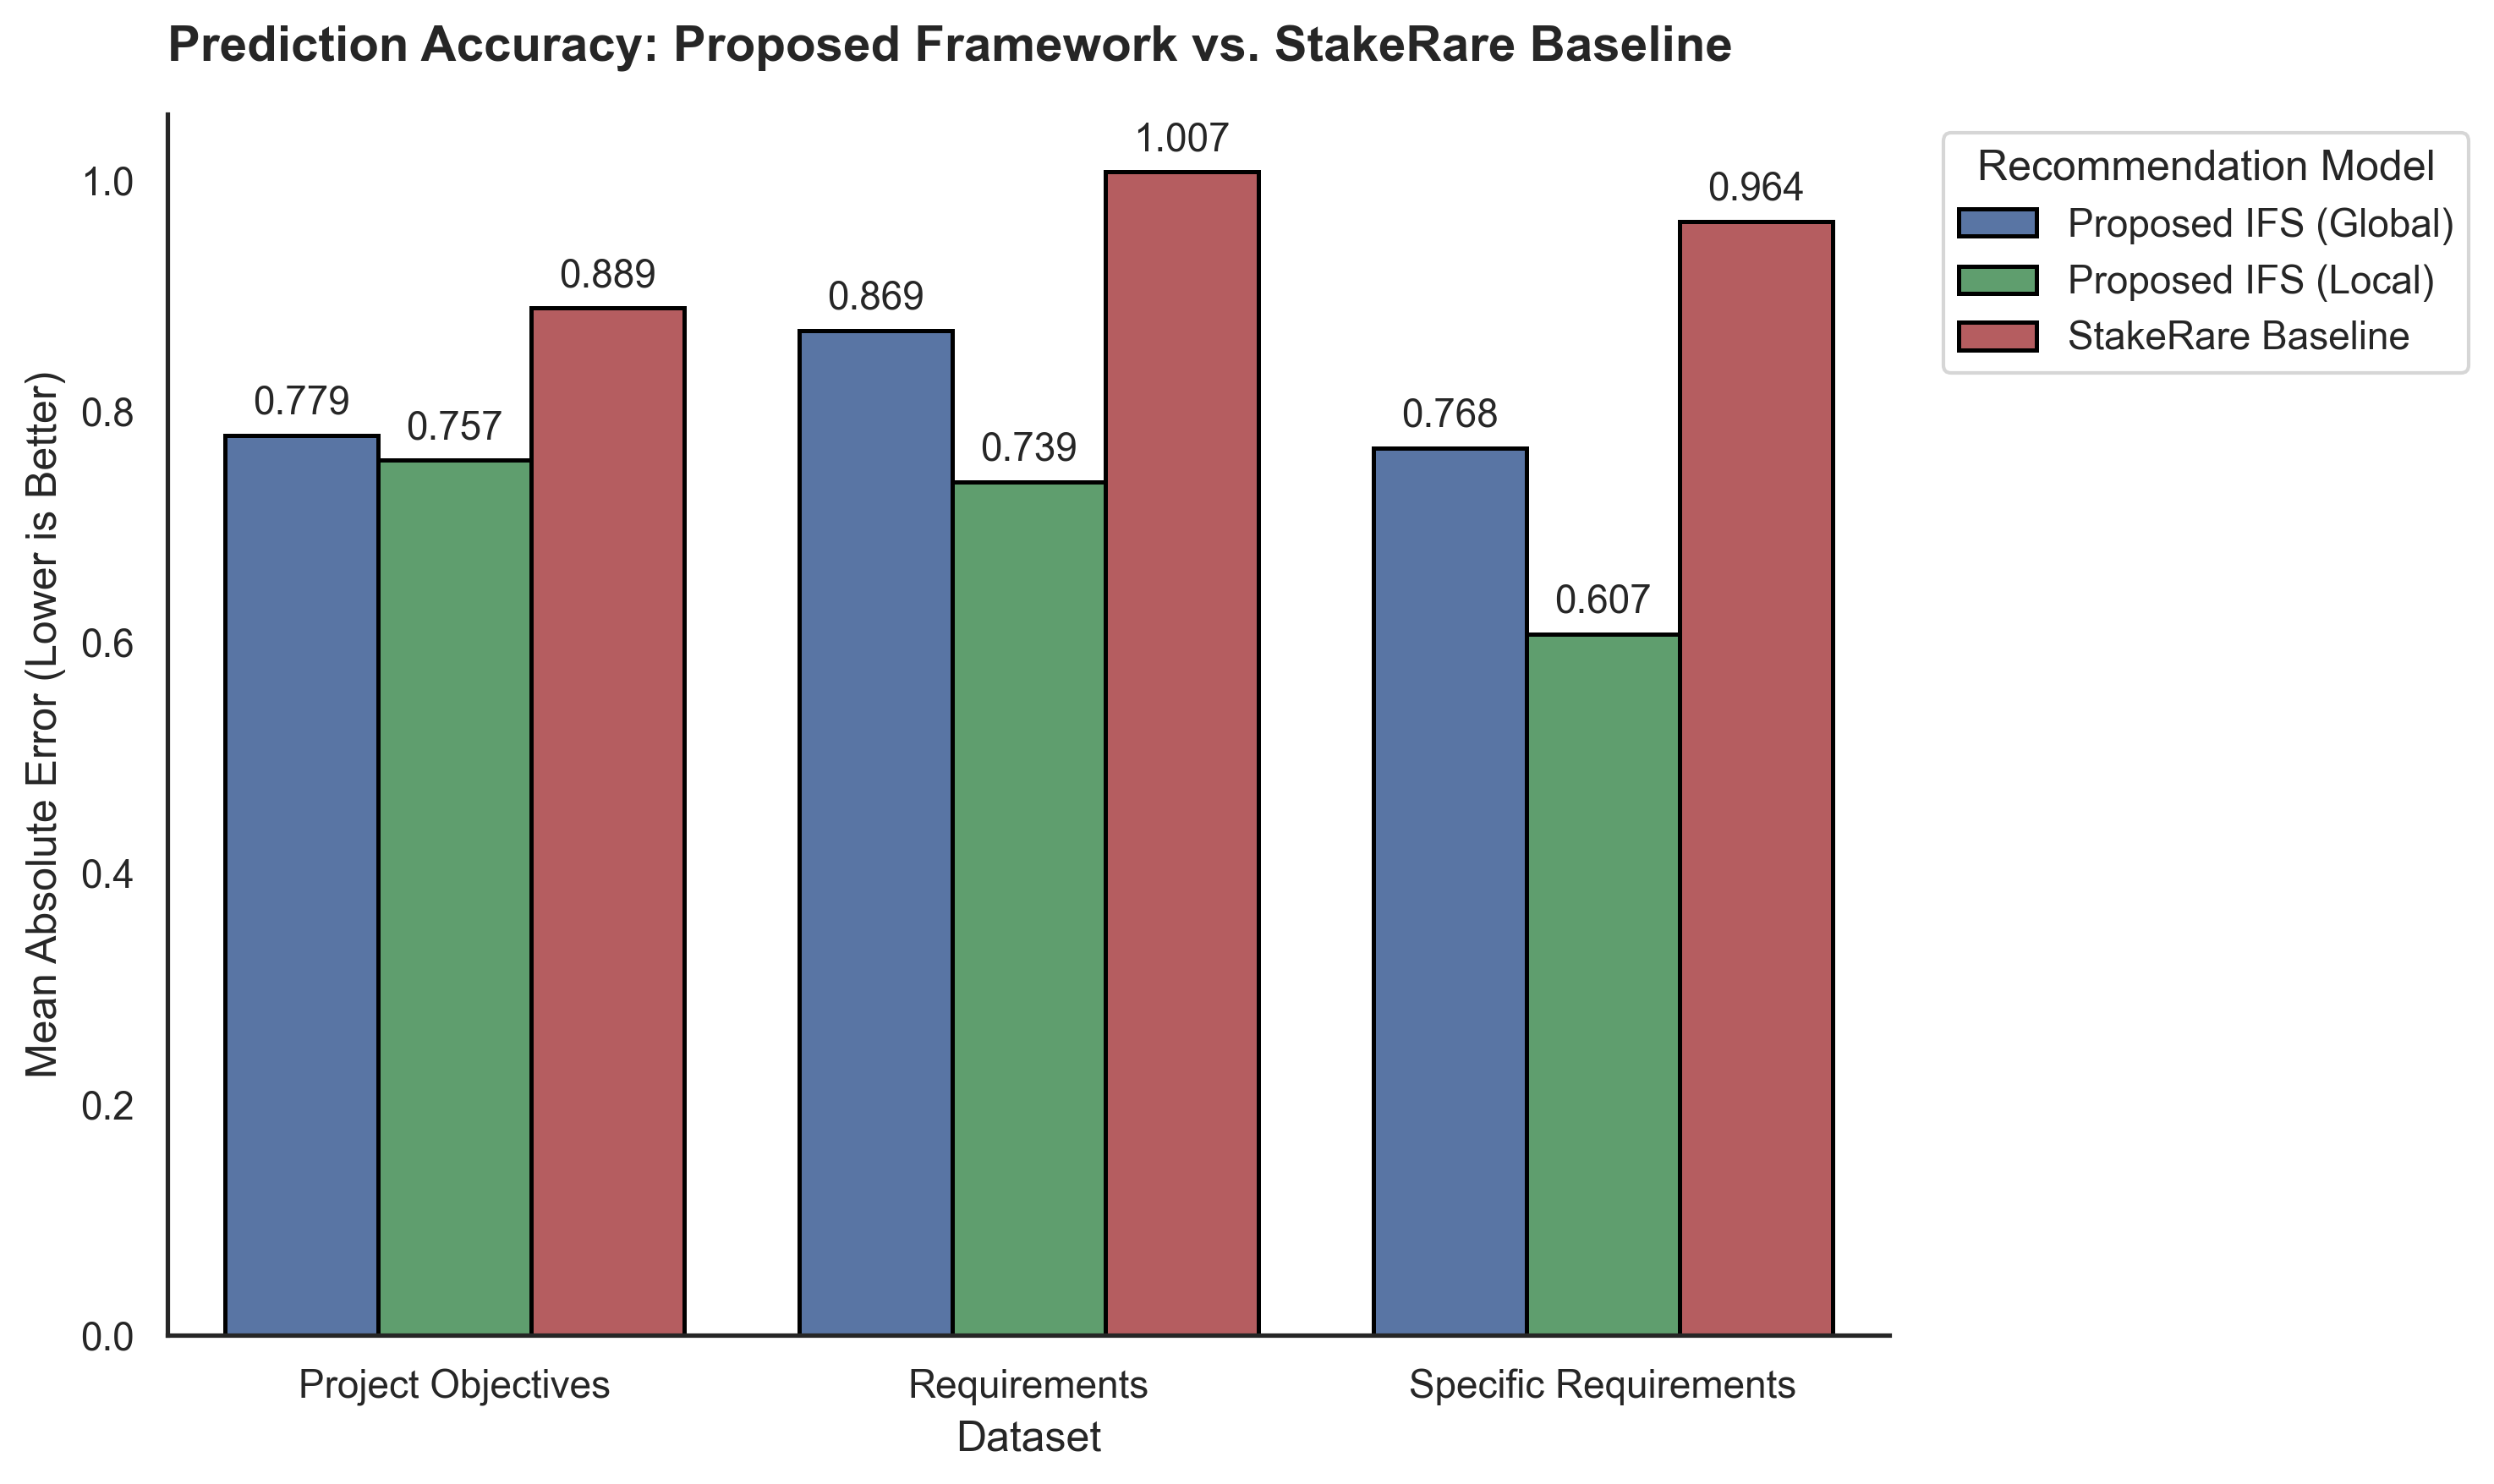 Prediction Accuracy: Proposed Framework vs. StakeRare Baseline
Mean Absolute Error (Lower is Better)
1.0
0.8
0.6
0.4
0.2
0.0
0.779
0.757
0.889
0.869
0.739
1.007
0.768
0.607
0.964
Project Objectives
Requirements
Specific Requirements
Dataset
Recommendation Model
Proposed IFS (Global)
Proposed IFS (Local)
StakeRare Baseline